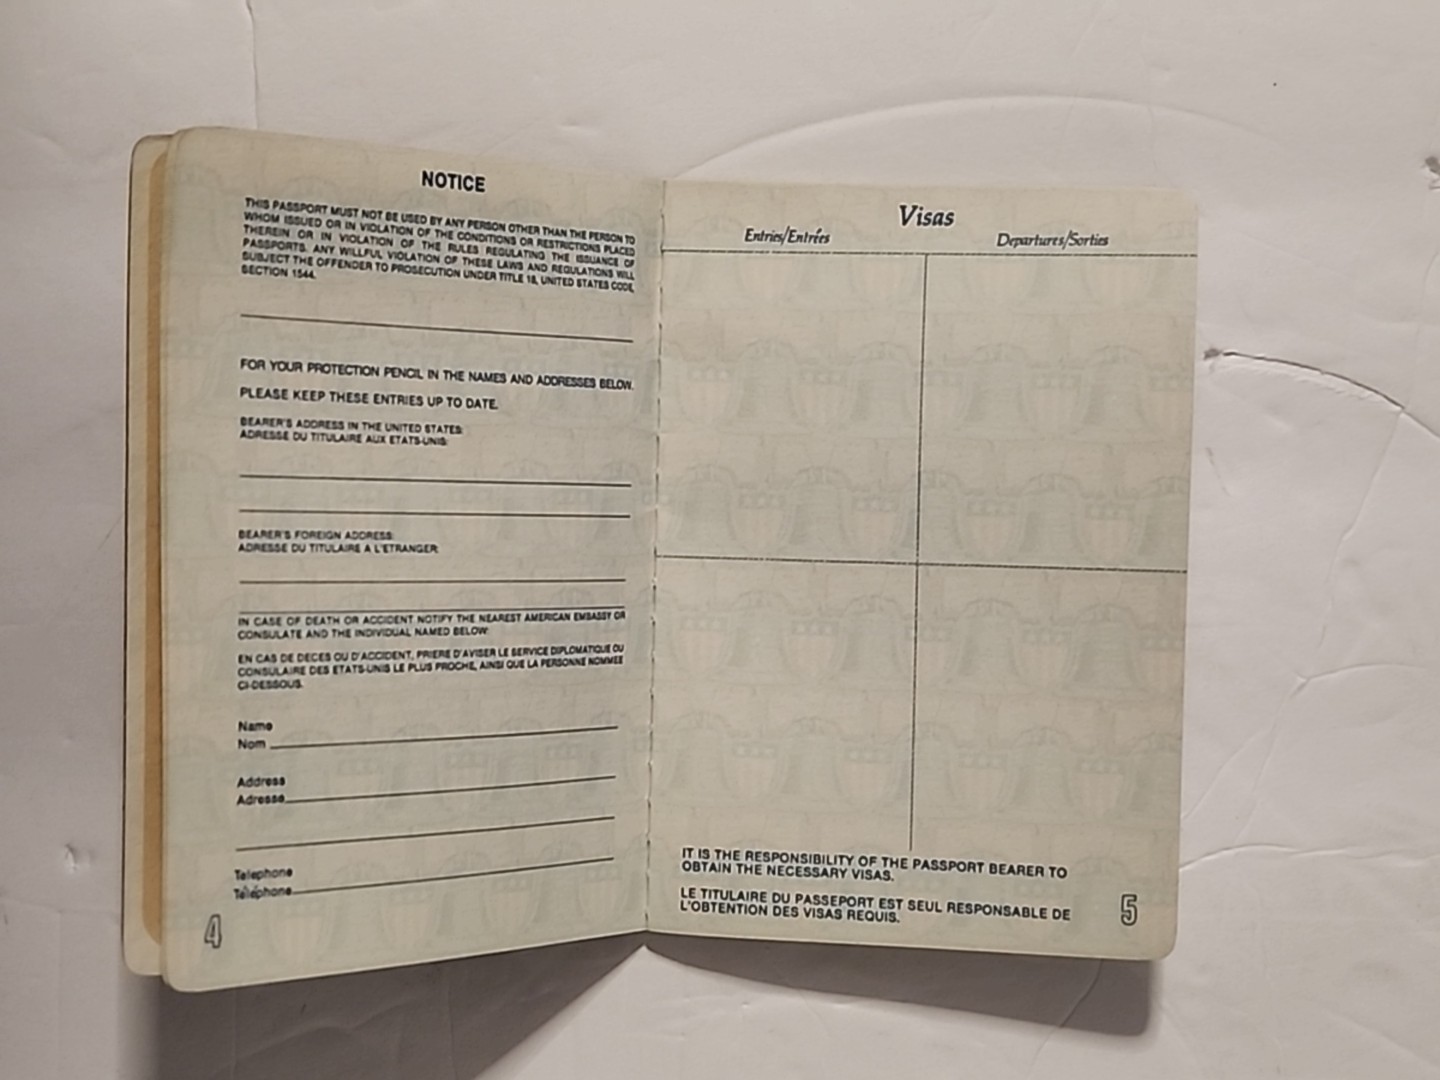 NOTICE
THIS PASSPORT MUST NOT BE USED BY ANY PERSON OTHER THAN THE PERSON TO
WHOM ISSUED OR IN VIOLATION OF THE CONDITIONS OR RESTRICTIONS PLACED
THEREIN OR IN VIOLATION OF THE RULES REGULATING THE ISSUANCE OF
PASSPORTS. ANY WILLFUL VIOLATION OF THESE LAWS AND REGULATIONS WILL
SUBJECT THE OFFENDER TO PROSECUTION UNDER TITLE 18, UNITED STATES CODE,
SECTION 1544.
FOR YOUR PROTECTION PENCIL IN THE NAMES AND ADDRESSES BELOW.
PLEASE KEEP THESE ENTRIES UP TO DATE.
BEARER'S ADDRESS IN THE UNITED STATES:
ADRESSE DU TITULAIRE AUX ETATS-UNIS:
BEARER'S FOREIGN ADDRESS:
ADRESSE DU TITULAIRE A L'ETRANGER:
IN CASE OF DEATH OR ACCIDENT NOTIFY THE NEAREST AMERICAN EMBASSY OR
CONSULATE AND THE INDIVIDUAL NAMED BELOW:
EN CAS DE DECES OU D'ACCIDENT, PRIERE D'AVISER LE SERVICE DIPLOMATIQUE OU
CONSULAIRE DES ETATS-UNIS LE PLUS PROCHE, AINSI QUE LA PERSONNE NOMMEE
CI-DESSOUS.
Name
Nom
Address
Adresse
Telephone
Téléphone
4
Visas
Entries/Entrées
Departures/Sorties
IT IS THE RESPONSIBILITY OF THE PASSPORT BEARER TO
OBTAIN THE NECESSARY VISAS.
LE TITULAIRE DU PASSEPORT EST SEUL RESPONSABLE DE
L'OBTENTION DES VISAS REQUIS.
5